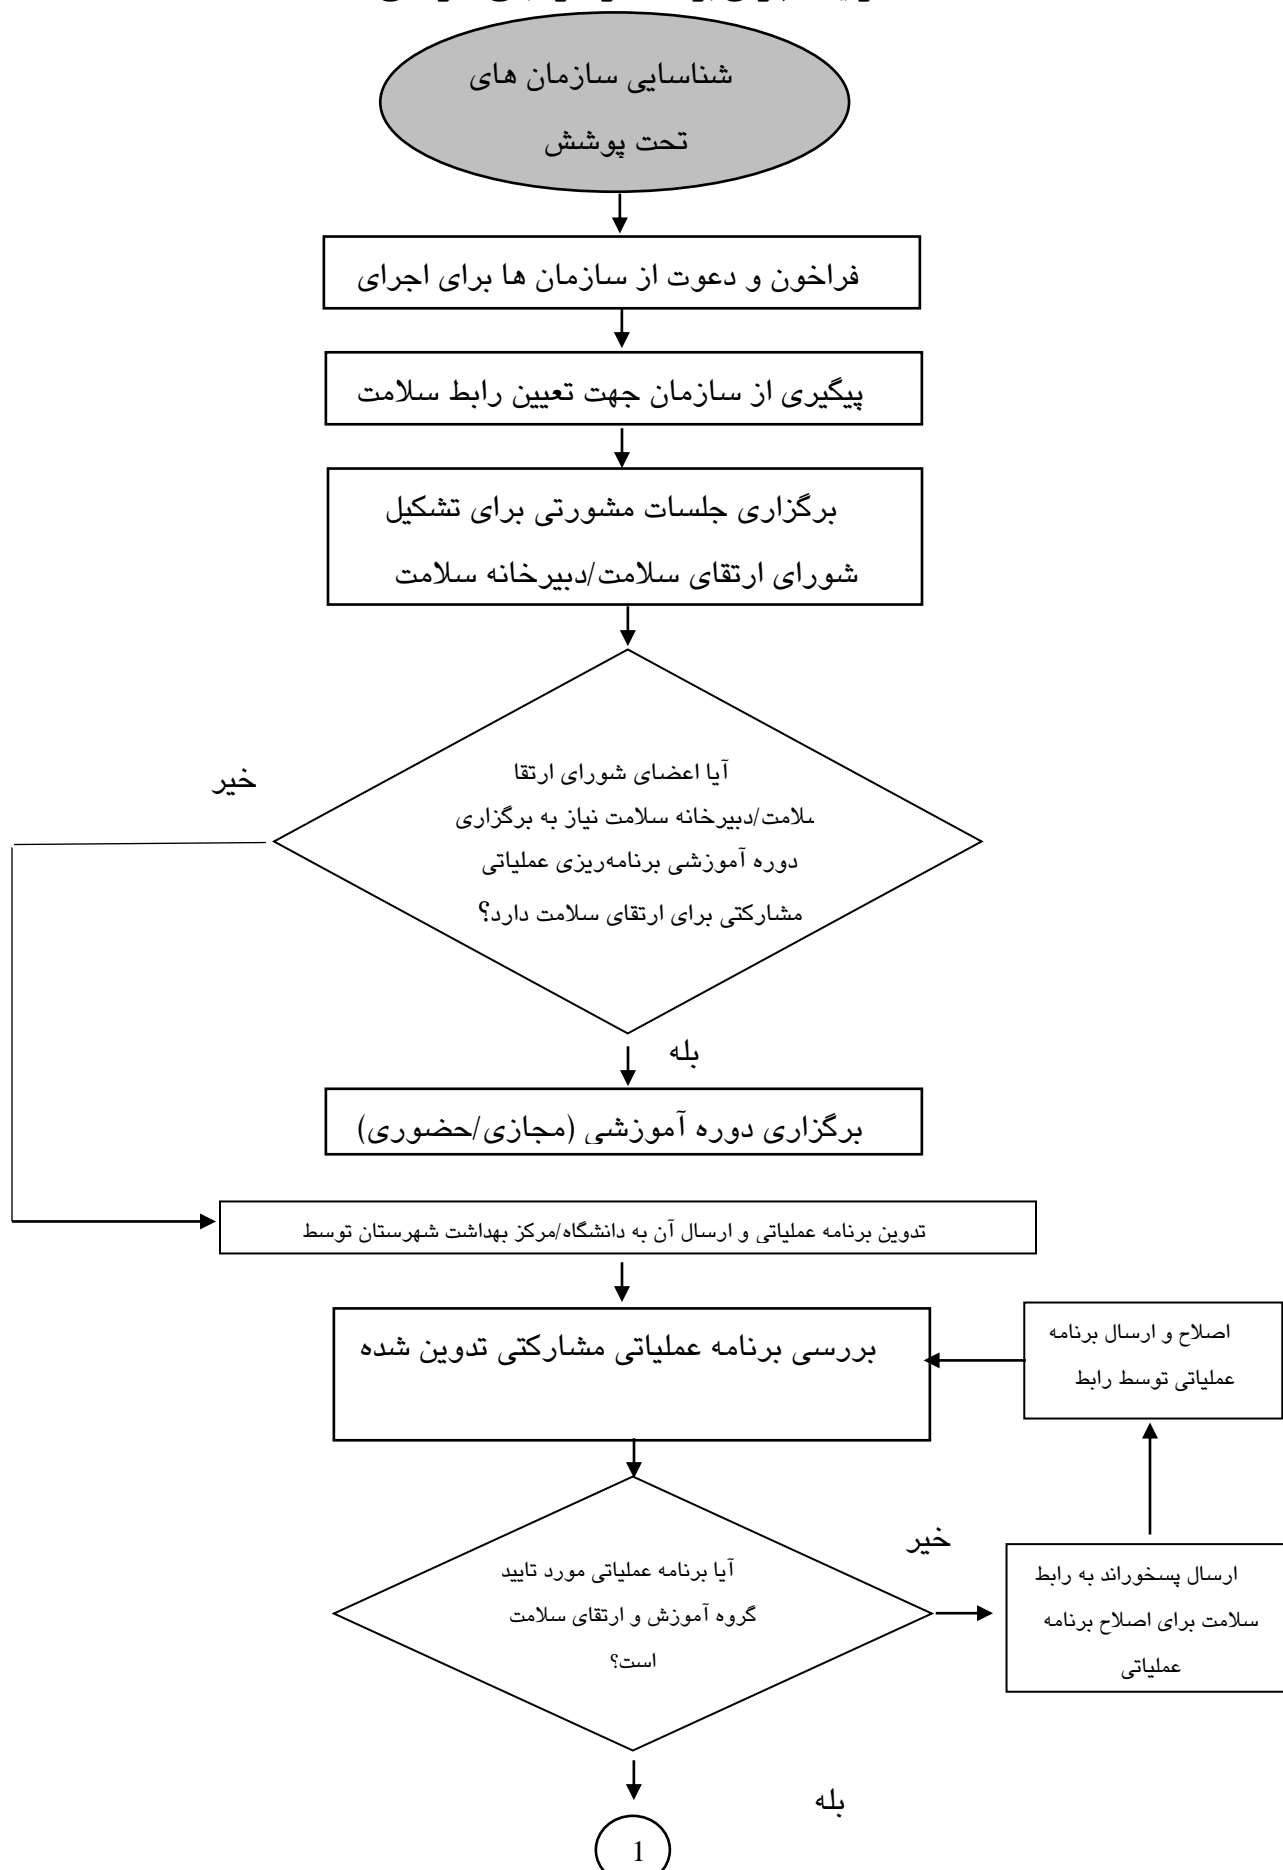 شناسایی سازمان های
تحت پوشش
فراخون و دعوت از سازمان ها برای اجرای
پیگیری از سازمان جهت تعیین رابط سلامت
برگزاری جلسات مشورتی برای تشکیل
شورای ارتقای سلامت/دبیرخانه سلامت
آیا اعضای شورای ارتقا
سلامت/دبیرخانه سلامت نیاز به برگزاری
دوره آموزشی برنامه‌ریزی عملیاتی
مشارکتی برای ارتقای سلامت دارد؟
خیر
بله
برگزاری دوره آموزشی (مجازی/حضوری)
تدوین برنامه عملیاتی و ارسال آن به دانشگاه/مرکز بهداشت شهرستان توسط
بررسی برنامه عملیاتی مشارکتی تدوین شده
اصلاح و ارسال برنامه
عملیاتی توسط رابط
آیا برنامه عملیاتی مورد تایید
گروه آموزش و ارتقای سلامت
است؟
خیر
ارسال پسخوراند به رابط
سلامت برای اصلاح برنامه
عملیاتی
بله
1